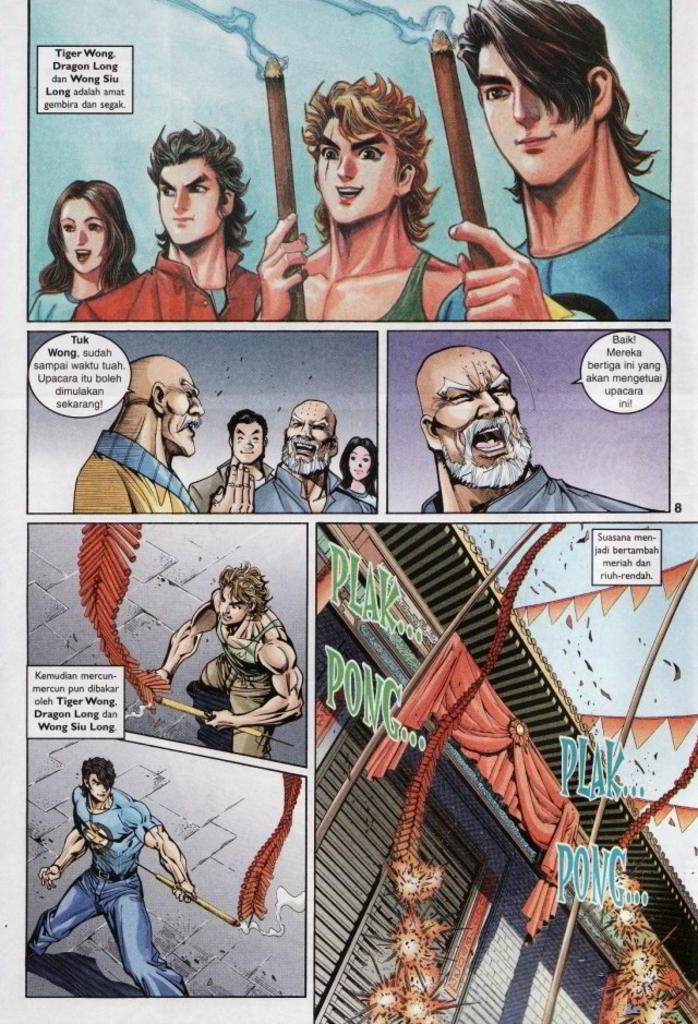 Tiger Wong,
Dragon Long
dan Wong Siu
Long adalah amat
gembira dan segak.
Tuk
Wong, sudah
sampai waktu tuah.
Upacara itu boleh
dimulakan
sekarang!
Baik!
Mereka
bertiga ini yang
akan mengetuai
upacara
ini!
8
Kemudian mercun-
mercun pun dibakar
oleh Tiger Wong,
Dragon Long dan
Wong Siu Long.
Suasana men-
jadi bertambah
meriah dan
riuh-rendah.
PLAK...
PONG...
PLAK...
PONG...